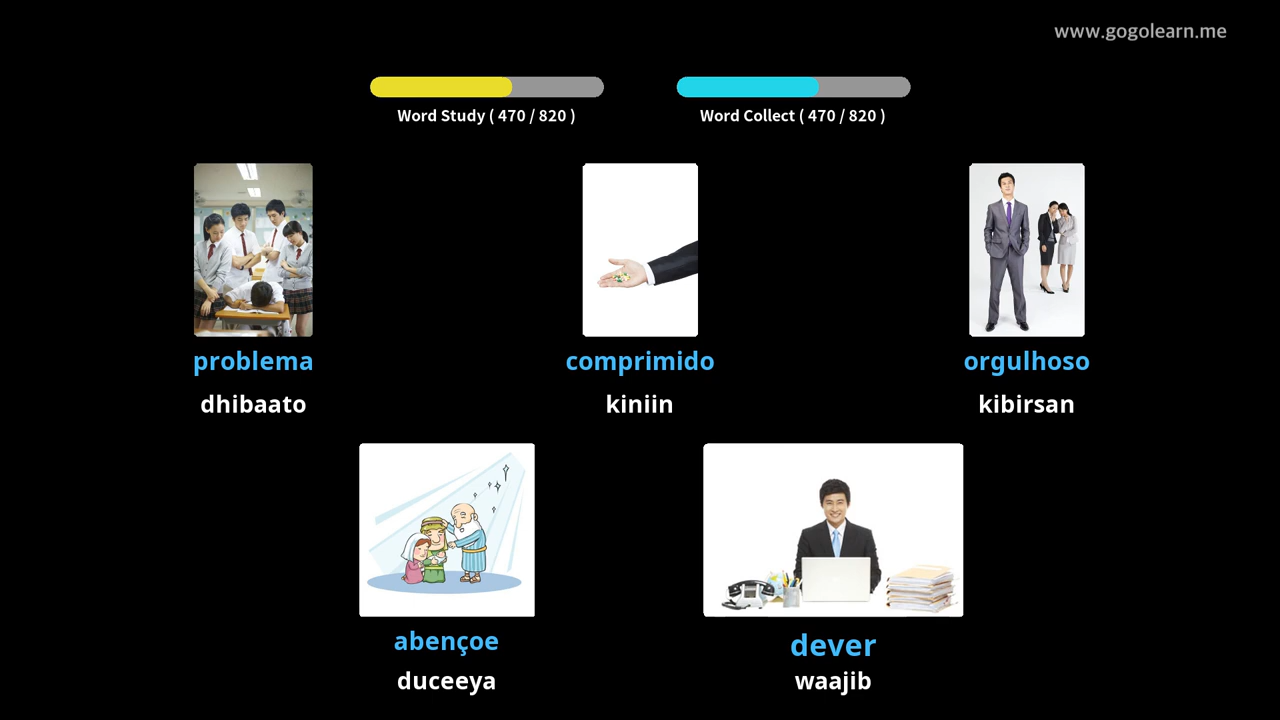 www.gogolearn.me
Word Study ( 470 / 820 )
Word Collect ( 470 / 820 )
problema
dhibaato
comprimido
kiniin
orgulhoso
kibirsan
abençoe
duceeya
dever
waajib